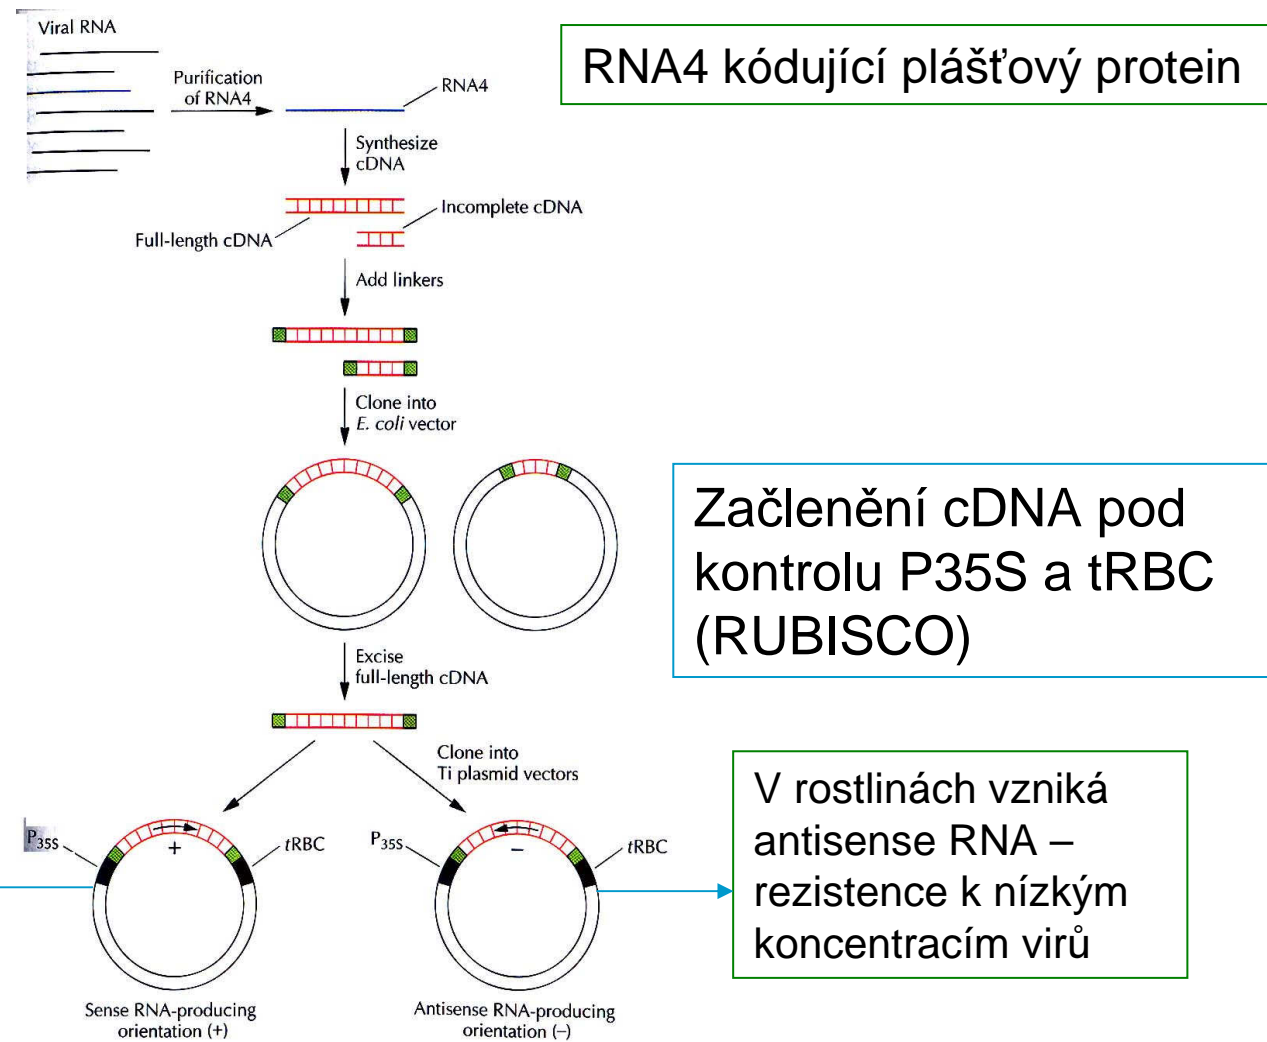 Viral RNA
RNA4 kódující plášťový protein
Purification
of RNA4
RNA4
Synthesize
cDNA
Incomplete cDNA
Full-length cDNA
Add linkers
Clone into
E. coli vector
Začlenění cDNA pod
kontrolu P35S a tRBC
(RUBISCO)
Excise
full-length cDNA
Clone into
Ti plasmid vectors
V rostlinách vzniká
antisense RNA –
rezistence k nízkým
koncentracím virů
P35S
+
tRBC
P35S
–
tRBC
Sense RNA-producing
orientation (+)
Antisense RNA-producing
orientation (–)